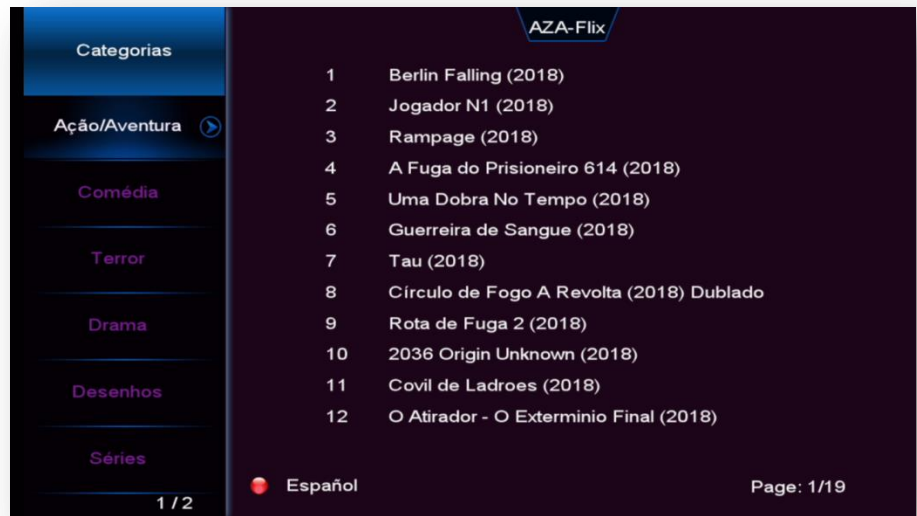 AZA-Flix
Categorias
Ação/Aventura
Comédia
Terror
Drama
Desenhos
Séries
1 / 2
1 Berlin Falling (2018)
2 Jogador N1 (2018)
3 Rampage (2018)
4 A Fuga do Prisioneiro 614 (2018)
5 Uma Dobra No Tempo (2018)
6 Guerreira de Sangue (2018)
7 Tau (2018)
8 Círculo de Fogo A Revolta (2018) Dublado
9 Rota de Fuga 2 (2018)
10 2036 Origin Unknown (2018)
11 Covil de Ladroes (2018)
12 O Atirador - O Exterminio Final (2018)
Español
Page: 1/19